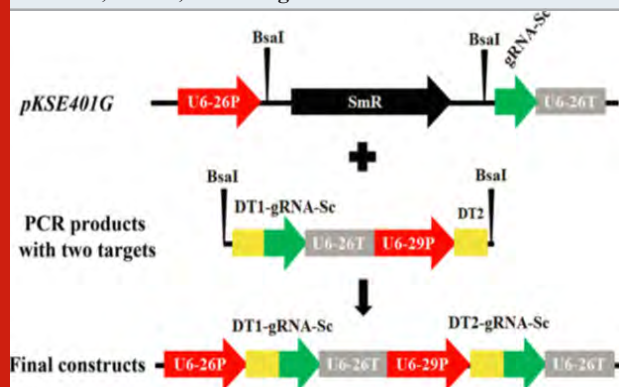 BsaI BsaI gRNA-Sc
pKSE401G U6-26P SmR U6-26T
BsaI BsaI
DT1-gRNA-Sc DT2
PCR products
with two targets
U6-26T U6-29P
DT1-gRNA-Sc DT2-gRNA-Sc
Final constructs U6-26P U6-26T U6-29P U6-26T